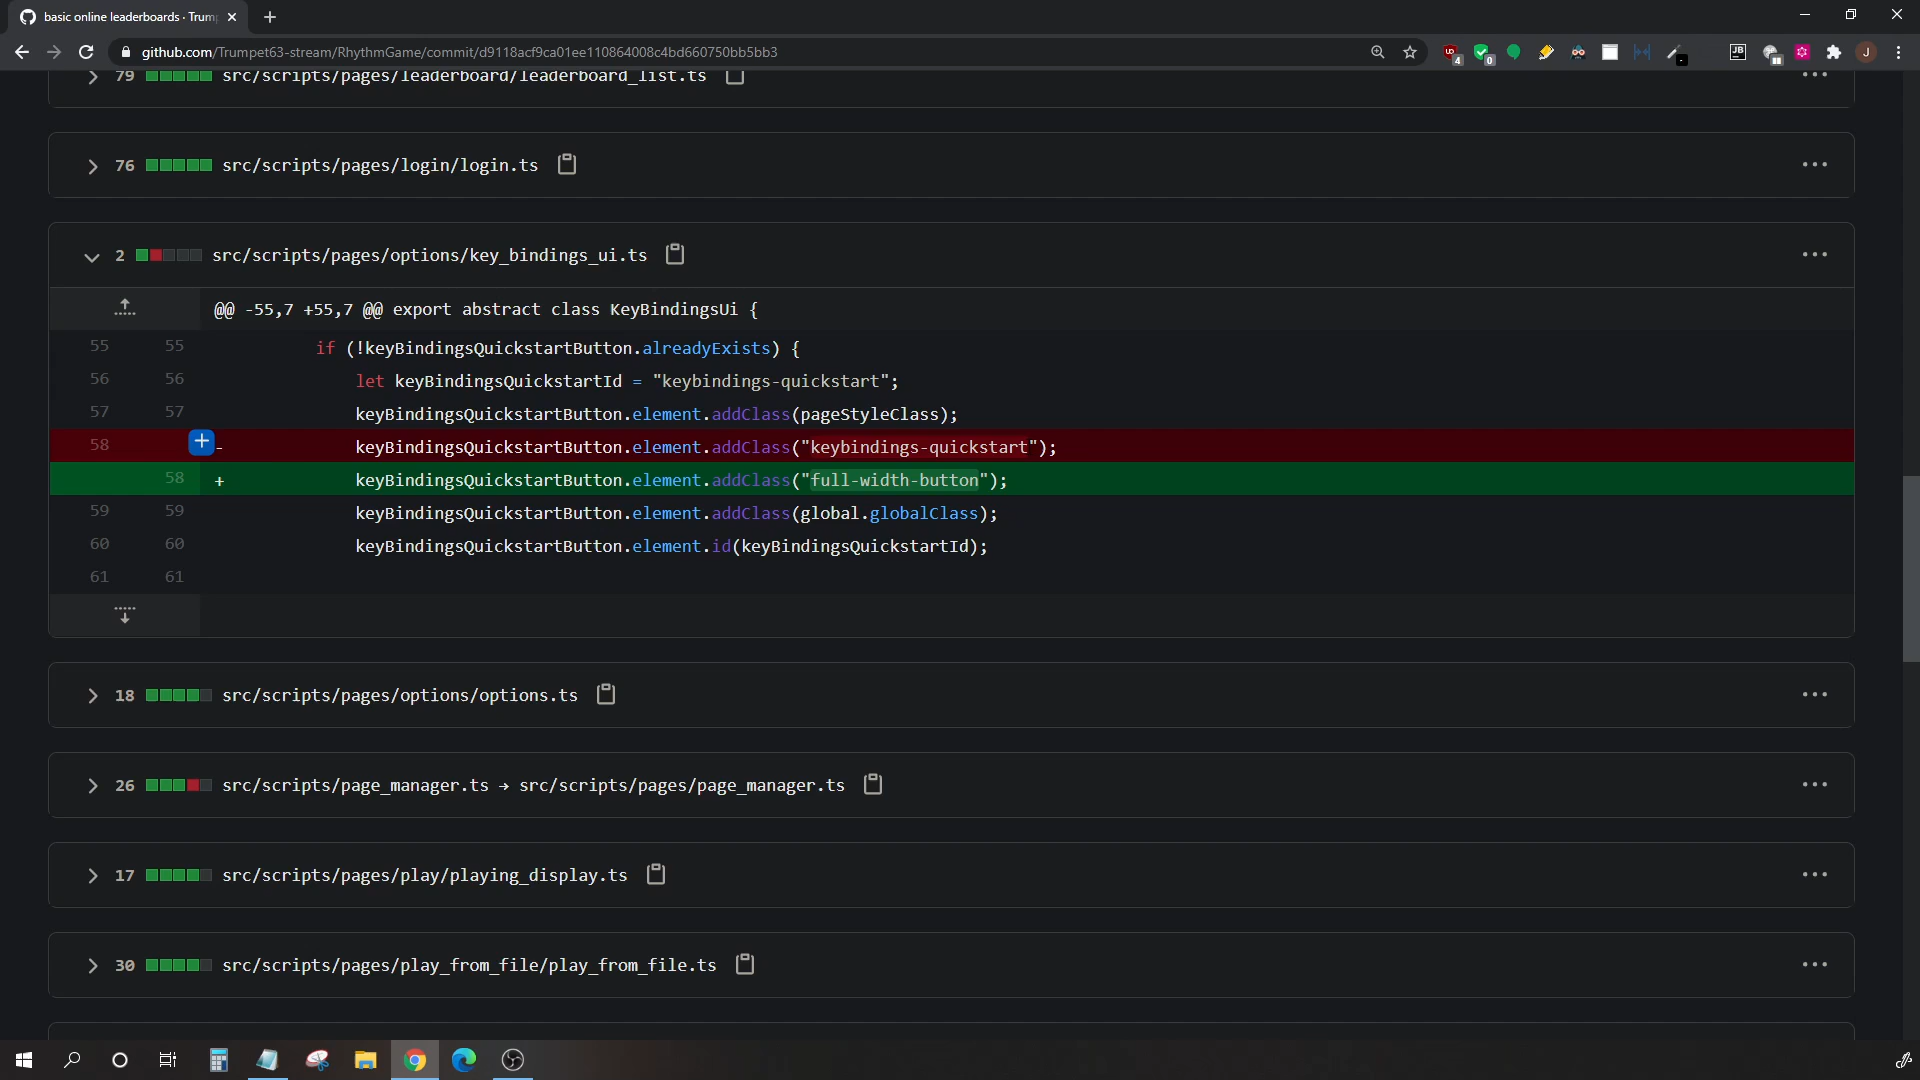 basic online leaderboards · Trump
github.com/Trumpet63-stream/RhythmGame/commit/d9118acf9ca01ee110864008c4bd660750bb5bb3
4
0
JB
J
79 src/scripts/pages/leaderboard/leaderboard_list.ts
76 src/scripts/pages/login/login.ts
2 src/scripts/pages/options/key_bindings_ui.ts
@@ -55,7 +55,7 @@ export abstract class KeyBindingsUi {
55 55 if (!keyBindingsQuickstartButton.alreadyExists) {
56 56 let keyBindingsQuickstartId = "keybindings-quickstart";
57 57 keyBindingsQuickstartButton.element.addClass(pageStyleClass);
58 - keyBindingsQuickstartButton.element.addClass("keybindings-quickstart");
58 + keyBindingsQuickstartButton.element.addClass("full-width-button");
59 59 keyBindingsQuickstartButton.element.addClass(global.globalClass);
60 60 keyBindingsQuickstartButton.element.id(keyBindingsQuickstartId);
61 61
18 src/scripts/pages/options/options.ts
26 src/scripts/page_manager.ts → src/scripts/pages/page_manager.ts
17 src/scripts/pages/play/playing_display.ts
30 src/scripts/pages/play_from_file/play_from_file.ts